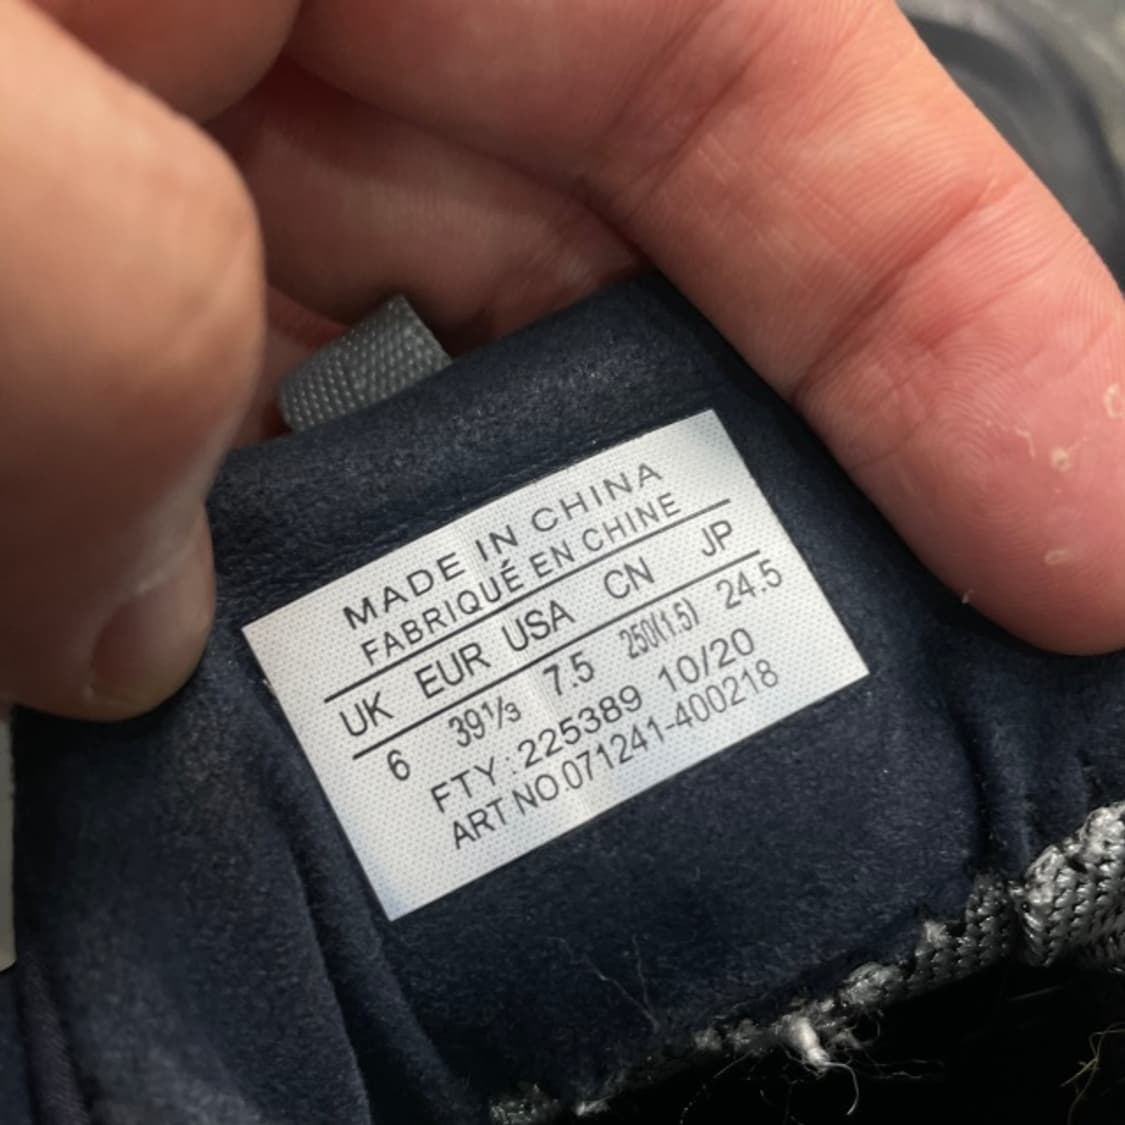 MADE IN CHINA
FABRIQUÉ EN CHINE
UK EUR USA CN JP
6 39⅓ 7.5 250(1.5) 24.5
FTY:225389 10/20
ART NO.071241-400218